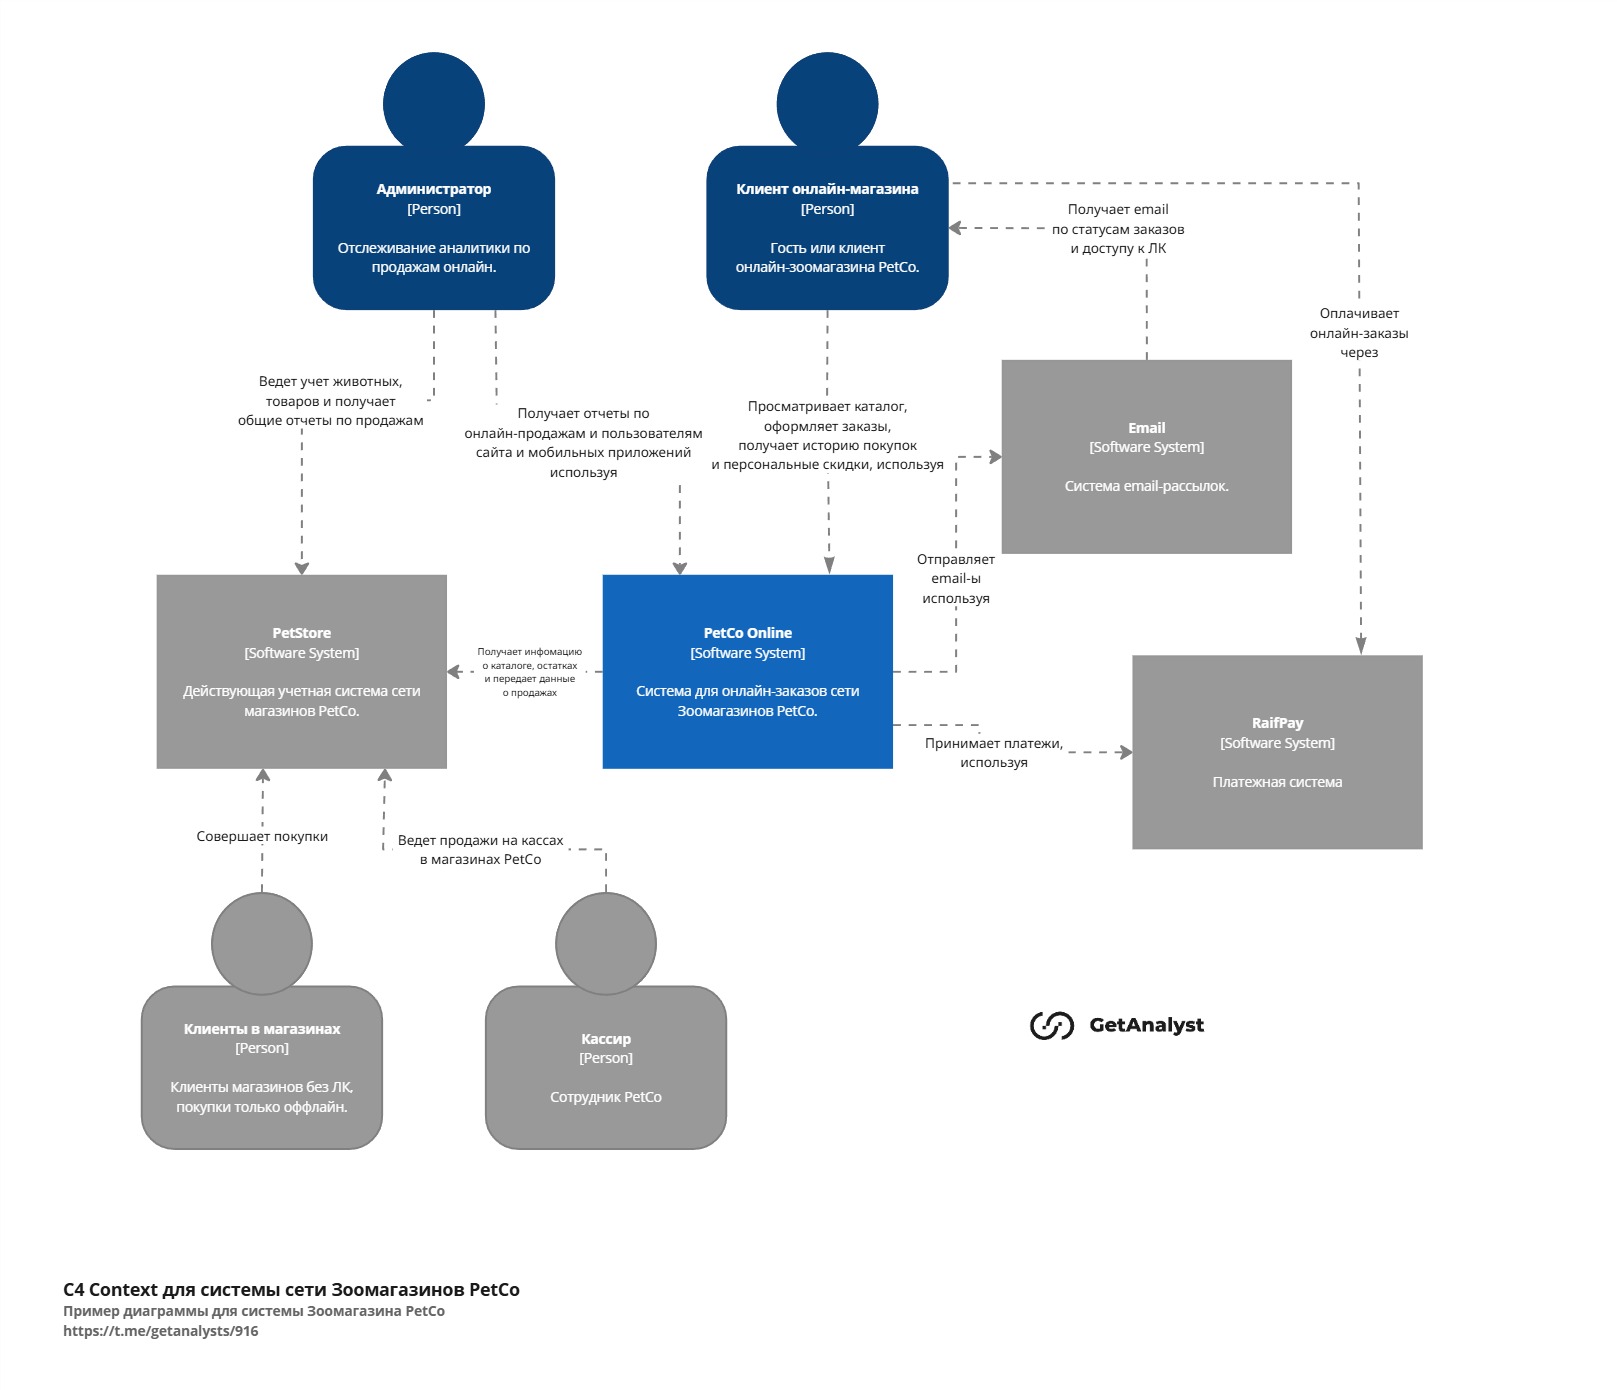 Администратор
[Person]
Отслеживание аналитики по
продажам онлайн.
Клиент онлайн-магазина
[Person]
Гость или клиент
онлайн-зоомагазина PetCo.
Получает email
по статусам заказов
и доступу к ЛК
Оплачивает
онлайн-заказы
через
Ведет учет животных,
товаров и получает
общие отчеты по продажам
Получает отчеты по
онлайн-продажам и пользователям
сайта и мобильных приложений
используя
Просматривает каталог,
оформляет заказы,
получает историю покупок
и персональные скидки, используя
Email
[Software System]
Система email-рассылок.
Отправляет
email-ы
используя
PetStore
[Software System]
Действующая учетная система сети
магазинов PetCo.
Получает инфомацию
о каталоге, остатках
и передает данные
о продажах
PetCo Online
[Software System]
Система для онлайн-заказов сети
Зоомагазинов PetCo.
Принимает платежи,
используя
RaifPay
[Software System]
Платежная система
Совершает покупки
Ведет продажи на кассах
в магазинах PetCo
Клиенты в магазинах
[Person]
Клиенты магазинов без ЛК,
покупки только оффлайн.
Кассир
[Person]
Сотрудник PetCo
GetAnalyst
C4 Context для системы сети Зоомагазинов PetCo
Пример диаграммы для системы Зоомагазина PetCo
https://t.me/getanalysts/916